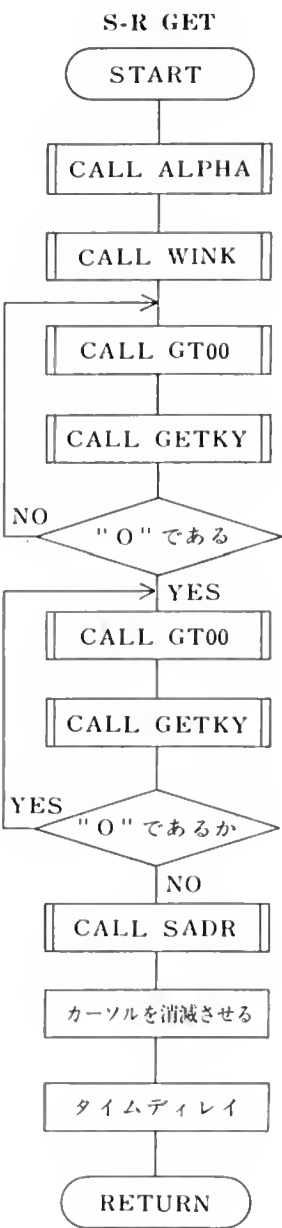 S-R GET
START
CALL ALPHA
CALL WINK
CALL GT00
CALL GETKY
NO
"O"である
YES
CALL GT00
CALL GETKY
YES
"O"であるか
NO
CALL SADR
カーソルを消滅させる
タイムディレイ
RETURN